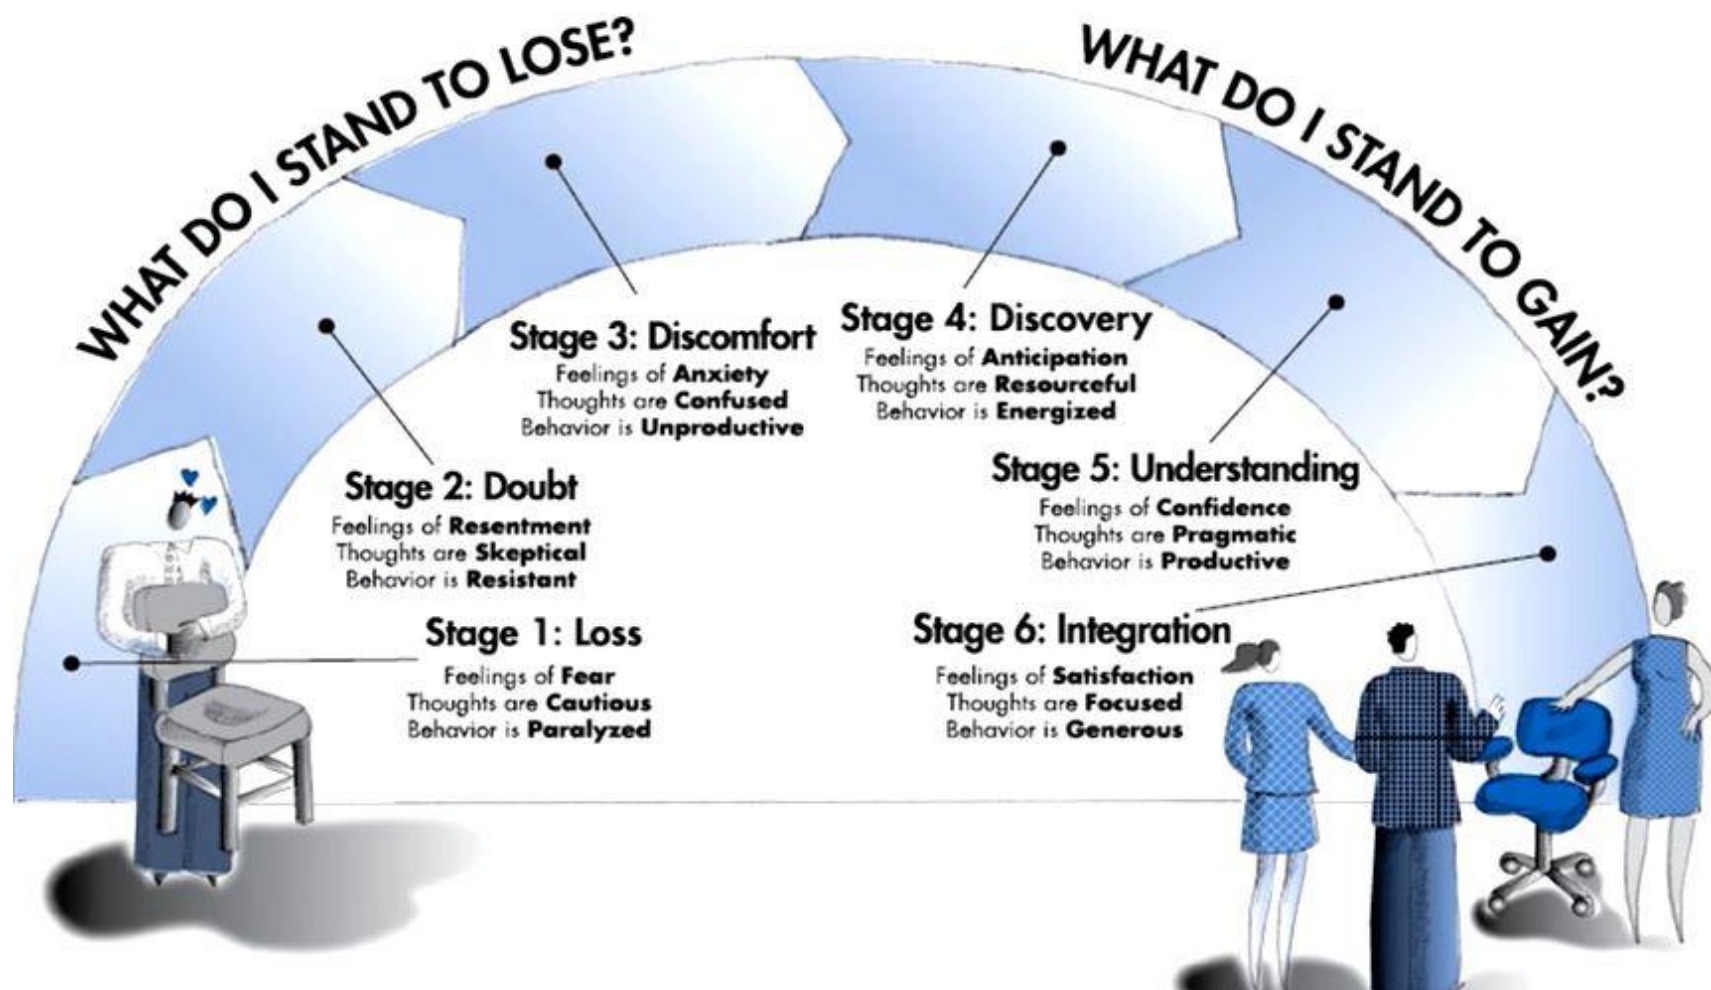 WHAT DO I STAND TO LOSE?
WHAT DO I STAND TO GAIN?
Stage 1: Loss
Feelings of Fear
Thoughts are Cautious
Behavior is Paralyzed
Stage 2: Doubt
Feelings of Resentment
Thoughts are Skeptical
Behavior is Resistant
Stage 3: Discomfort
Feelings of Anxiety
Thoughts are Confused
Behavior is Unproductive
Stage 4: Discovery
Feelings of Anticipation
Thoughts are Resourceful
Behavior is Energized
Stage 5: Understanding
Feelings of Confidence
Thoughts are Pragmatic
Behavior is Productive
Stage 6: Integration
Feelings of Satisfaction
Thoughts are Focused
Behavior is Generous